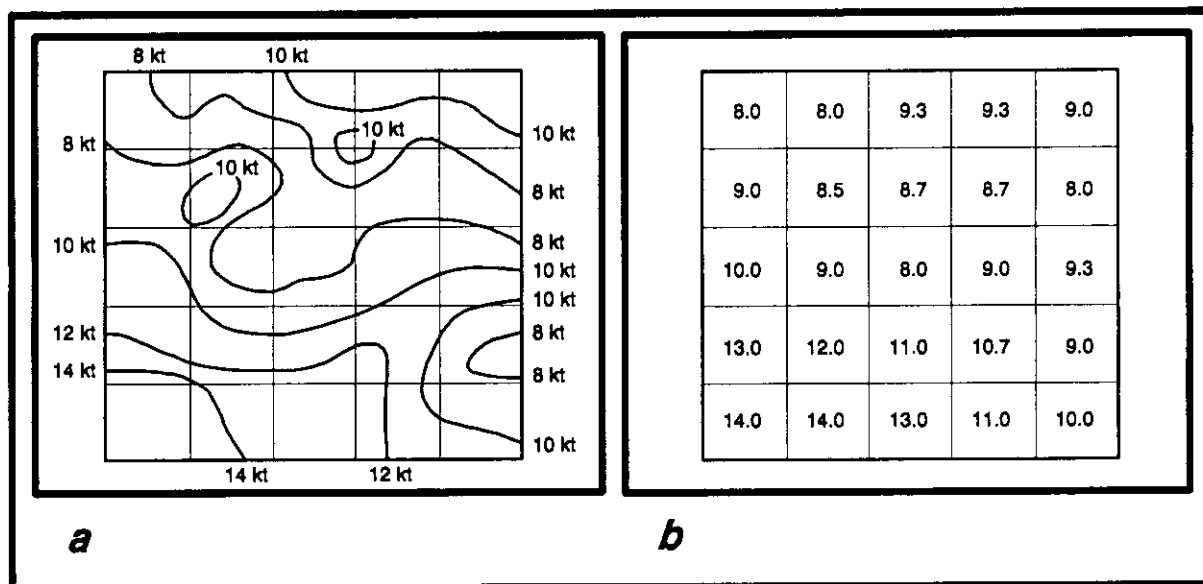 8 kt 10 kt
10 kt
10 kt
8 kt
10 kt
8 kt
10 kt
8 kt
10 kt
10 kt
12 kt
8 kt
14 kt
8 kt
10 kt
14 kt 12 kt
a
8.0 8.0 9.3 9.3 9.0
9.0 8.5 8.7 8.7 8.0
10.0 9.0 8.0 9.0 9.3
13.0 12.0 11.0 10.7 9.0
14.0 14.0 13.0 11.0 10.0
b